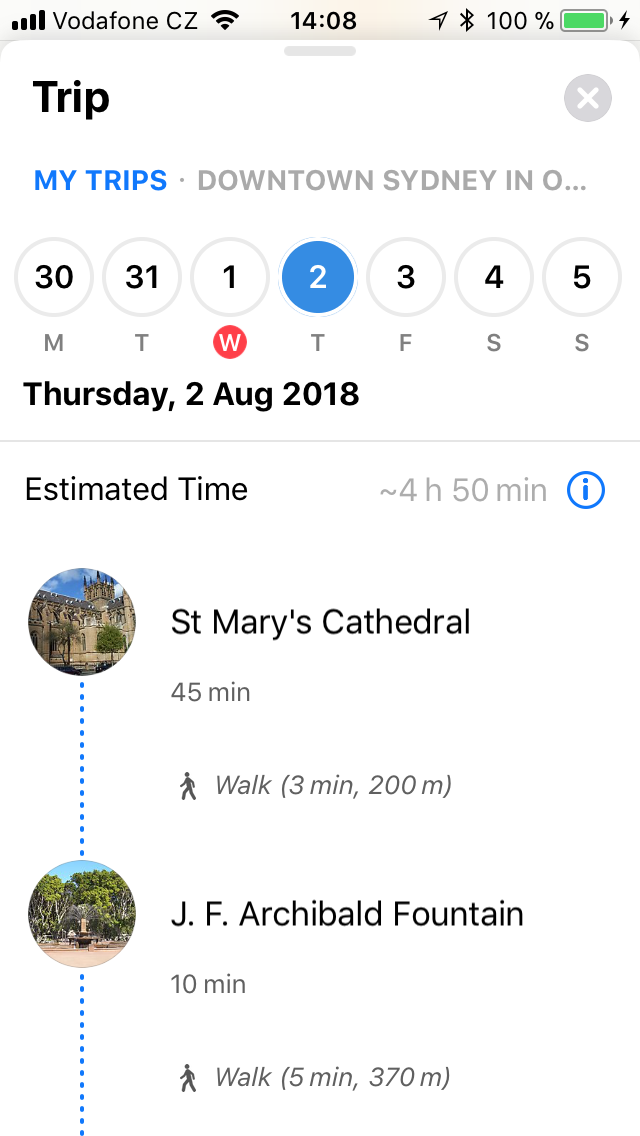 Vodafone CZ 14:08 100 %
Trip
MY TRIPS · DOWNTOWN SYDNEY IN O...
30 31 1 2 3 4 5
M T W T F S S
Thursday, 2 Aug 2018
Estimated Time ~4 h 50 min
St Mary's Cathedral
45 min
Walk (3 min, 200 m)
J. F. Archibald Fountain
10 min
Walk (5 min, 370 m)